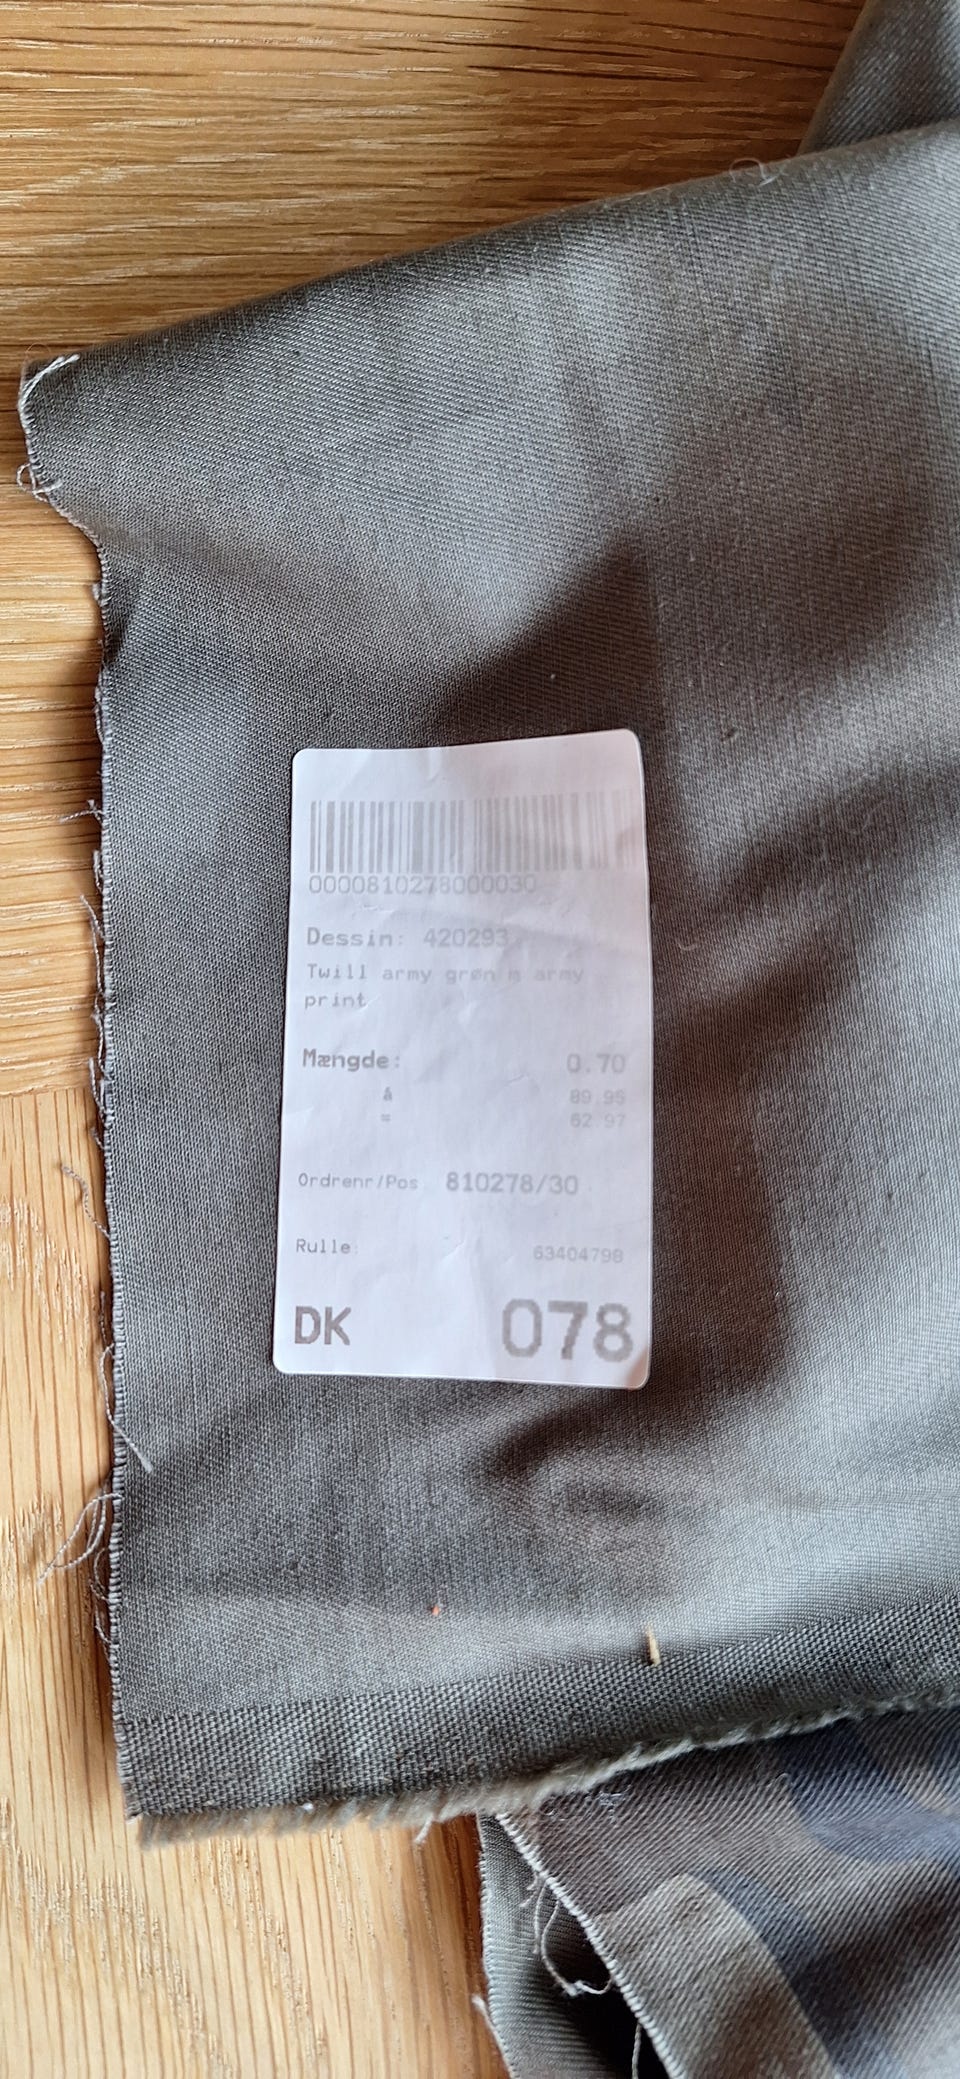 0000810278000030
Dessin: 420293
Twill army grøn m army
print
Mængde: 0.70
å 89.95
= 62.97
Ordrenr/Pos 810278/30
Rulle: 63404798
DK 078